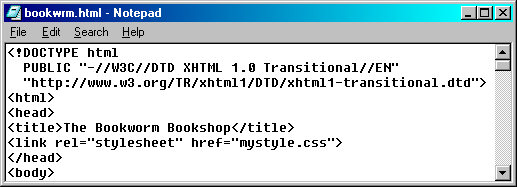 bookwrm.html - Notepad
File Edit Search Help
<!DOCTYPE html
PUBLIC "-//W3C//DTD XHTML 1.0 Transitional//EN"
"http://www.w3.org/TR/xhtml1/DTD/xhtml1-transitional.dtd">
<html>
<head>
<title>The Bookworm Bookshop</title>
<link rel="stylesheet" href="mystyle.css">
</head>
<body>